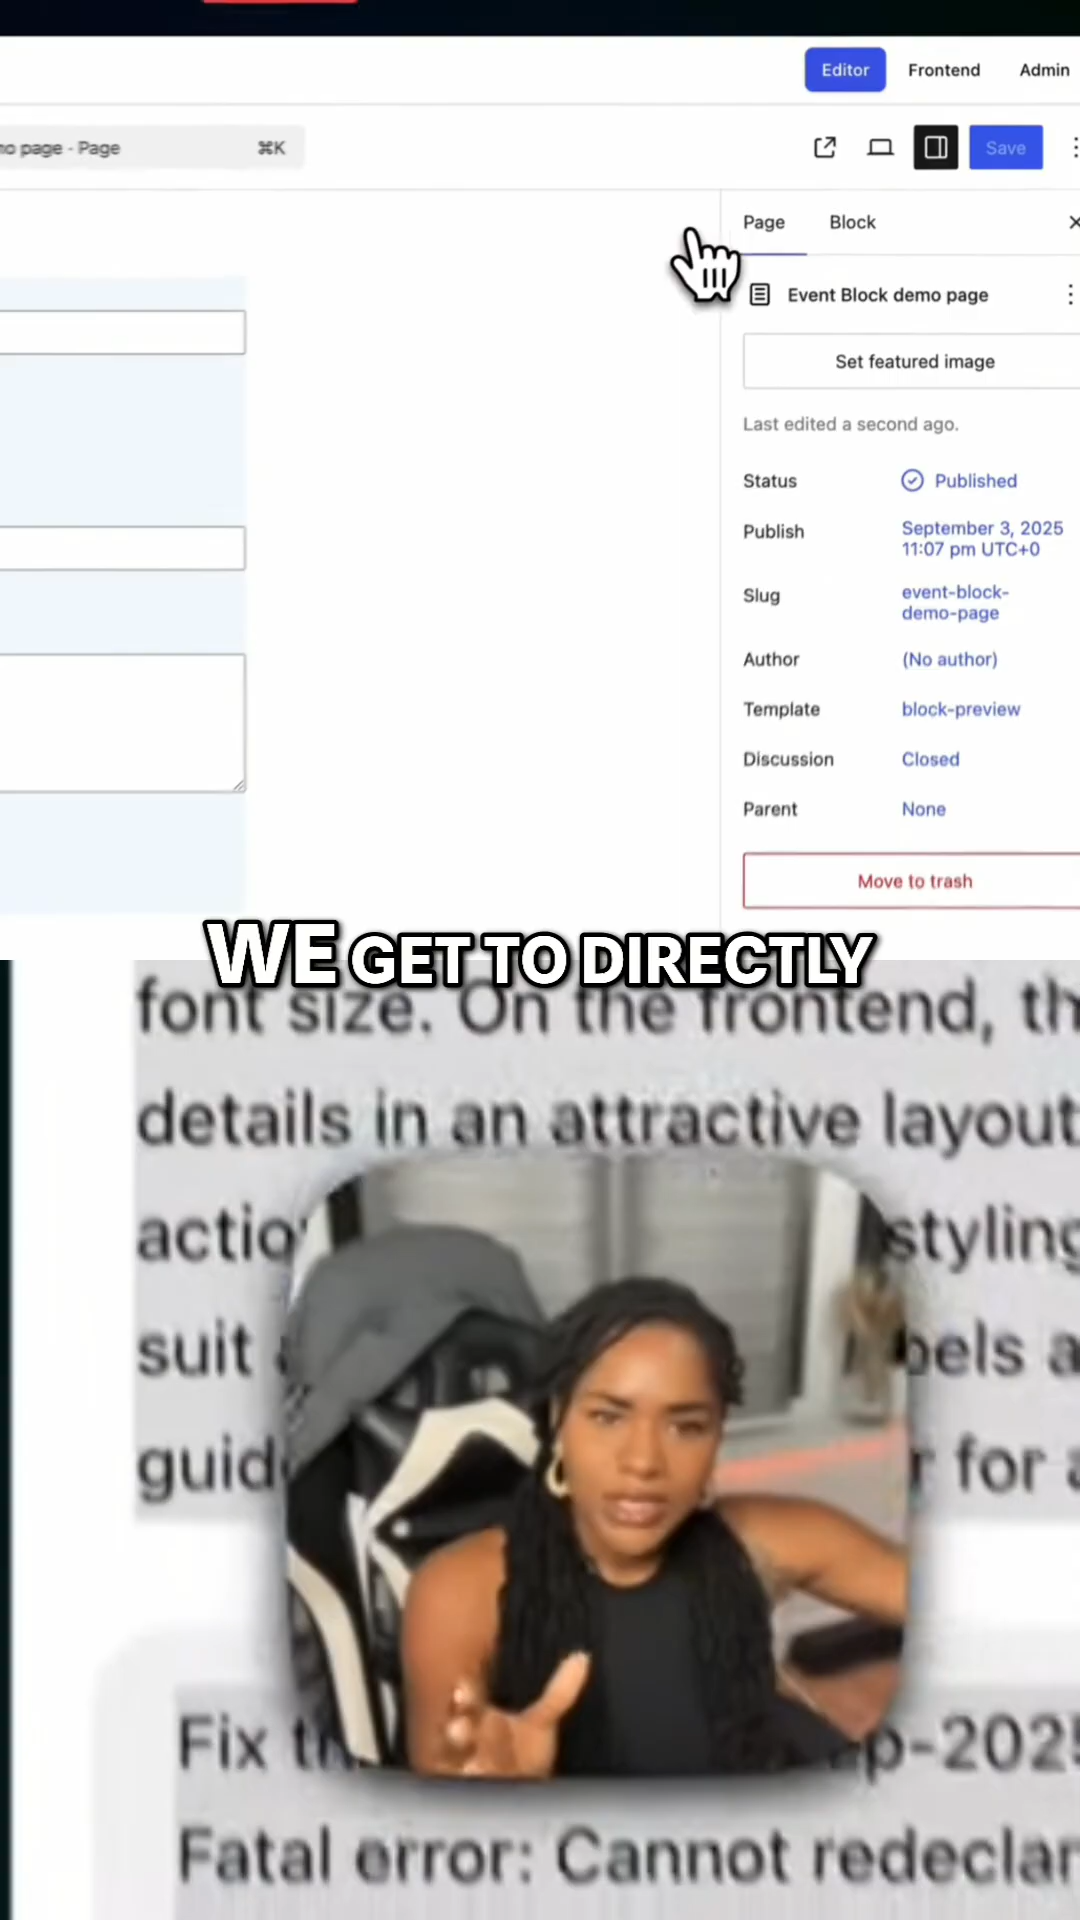 Editor Frontend Admin
mo page - Page ⌘K
Save
Page Block
Event Block demo page
Set featured image
Last edited a second ago.
Status Published
Publish September 3, 2025
11:07 pm UTC+0
Slug event-block-
demo-page
Author (No author)
Template block-preview
Discussion Closed
Parent None
Move to trash
WE GET TO DIRECTLY
font size. On the frontend, th
details in an attractive layout
actio styling
suit bels a
guid for a
Fix p-2025
Fatal error: Cannot redeclar